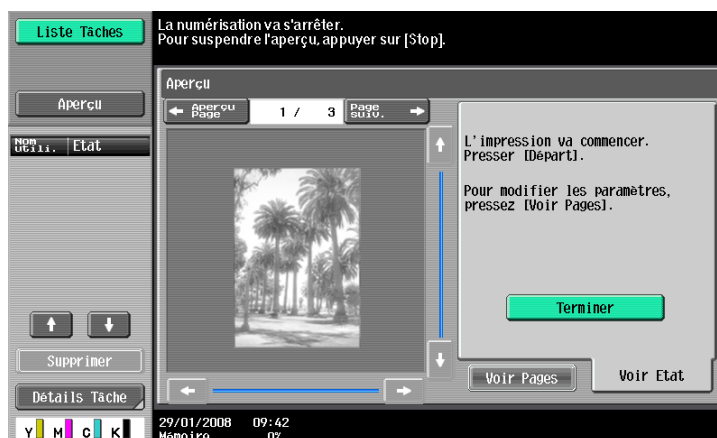 Liste Tâches
La numérisation va s'arrêter.
Pour suspendre l'aperçu, appuyer sur [Stop].
Aperçu
Aperçu
Aperçu Page
1 / 3
Page suiv.
Nom utili.
Etat
L'impression va commencer.
Presser [Départ].
Pour modifier les paramètres,
pressez [Voir Pages].
Terminer
Supprimer
Voir Pages
Voir Etat
Détails Tâche
Y M C K
29/01/2008 09:42
Mémoire 0%